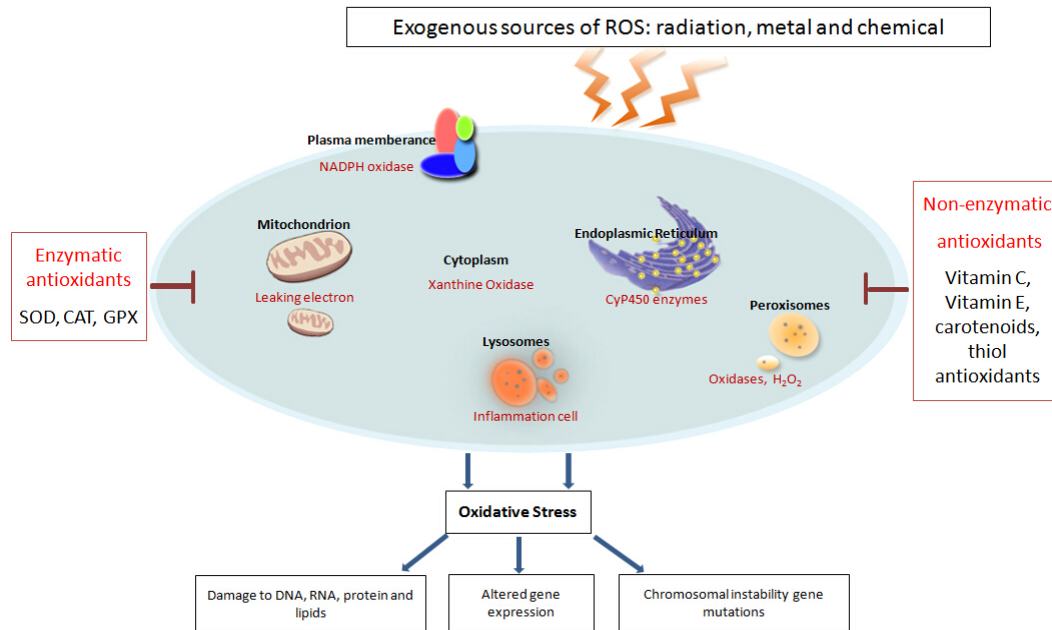 Exogenous sources of ROS: radiation, metal and chemical
Plasma memberance
NADPH oxidase
Mitochondrion
Leaking electron
Cytoplasm
Xanthine Oxidase
Endoplasmic Reticulum
CyP450 enzymes
Peroxisomes
Oxidases, H₂O₂
Lysosomes
Inflammation cell
Enzymatic
antioxidants
SOD, CAT, GPX
Non-enzymatic
antioxidants
Vitamin C,
Vitamin E,
carotenoids,
thiol
antioxidants
Oxidative Stress
Damage to DNA, RNA, protein and
lipids
Altered gene
expression
Chromosomal instability gene
mutations